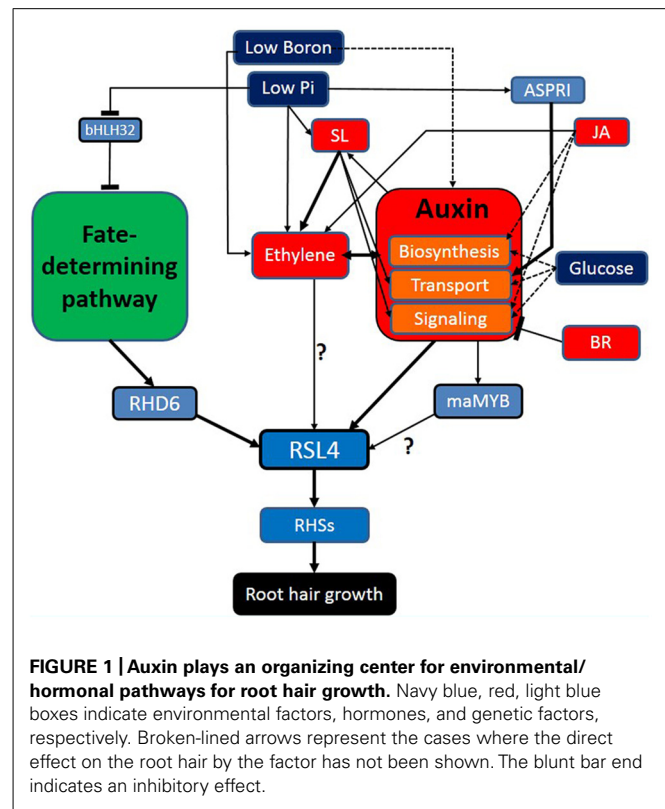 Low Boron
Low Pi
ASPRI
bHLH32
SL
JA
Auxin
Fate-
determining
pathway
Ethylene
Biosynthesis
Transport
Signaling
Glucose
BR
?
RHD6
maMYB
RSL4
?
RHSs
Root hair growth
FIGURE 1 | Auxin plays an organizing center for environmental/
hormonal pathways for root hair growth. Navy blue, red, light blue
boxes indicate environmental factors, hormones, and genetic factors,
respectively. Broken-lined arrows represent the cases where the direct
effect on the root hair by the factor has not been shown. The blunt bar end
indicates an inhibitory effect.